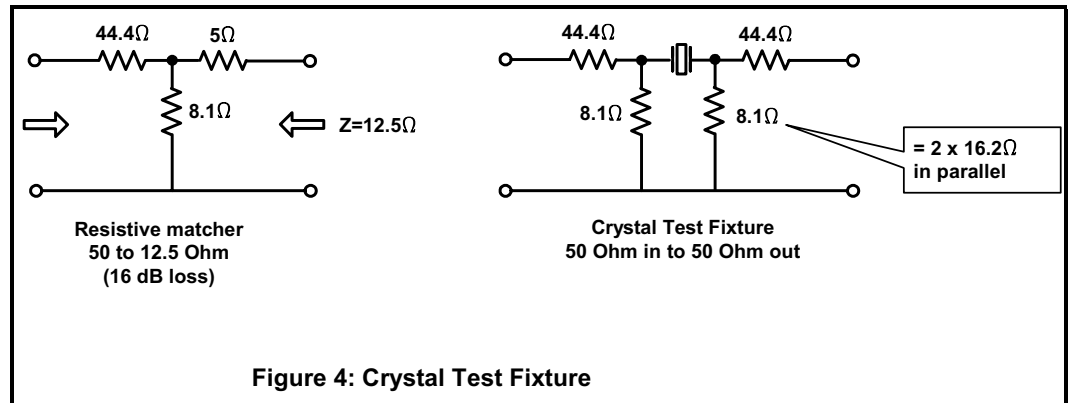 44.4Ω
5Ω
8.1Ω
Z=12.5Ω
Resistive matcher
50 to 12.5 Ohm
(16 dB loss)
44.4Ω
44.4Ω
8.1Ω
8.1Ω
= 2 x 16.2Ω
in parallel
Crystal Test Fixture
50 Ohm in to 50 Ohm out
Figure 4: Crystal Test Fixture